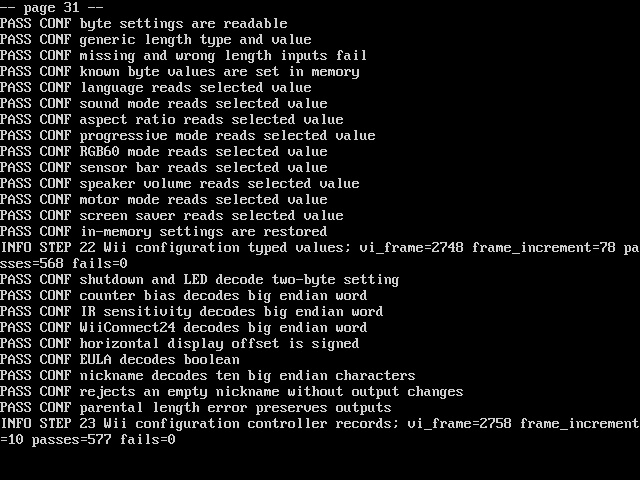 -- page 31 --
PASS CONF byte settings are readable
PASS CONF generic length type and value
PASS CONF missing and wrong length inputs fail
PASS CONF known byte values are set in memory
PASS CONF language reads selected value
PASS CONF sound mode reads selected value
PASS CONF aspect ratio reads selected value
PASS CONF progressive mode reads selected value
PASS CONF RGB60 mode reads selected value
PASS CONF sensor bar reads selected value
PASS CONF speaker volume reads selected value
PASS CONF motor mode reads selected value
PASS CONF screen saver reads selected value
PASS CONF in-memory settings are restored
INFO STEP 22 Wii configuration typed values; vi_frame=2748 frame_increment=78 pa
sses=568 fails=0
PASS CONF shutdown and LED decode two-byte setting
PASS CONF counter bias decodes big endian word
PASS CONF IR sensitivity decodes big endian word
PASS CONF WiiConnect24 decodes big endian word
PASS CONF horizontal display offset is signed
PASS CONF EULA decodes boolean
PASS CONF nickname decodes ten big endian characters
PASS CONF rejects an empty nickname without output changes
PASS CONF parental length error preserves outputs
INFO STEP 23 Wii configuration controller records; vi_frame=2758 frame_increment
=10 passes=577 fails=0